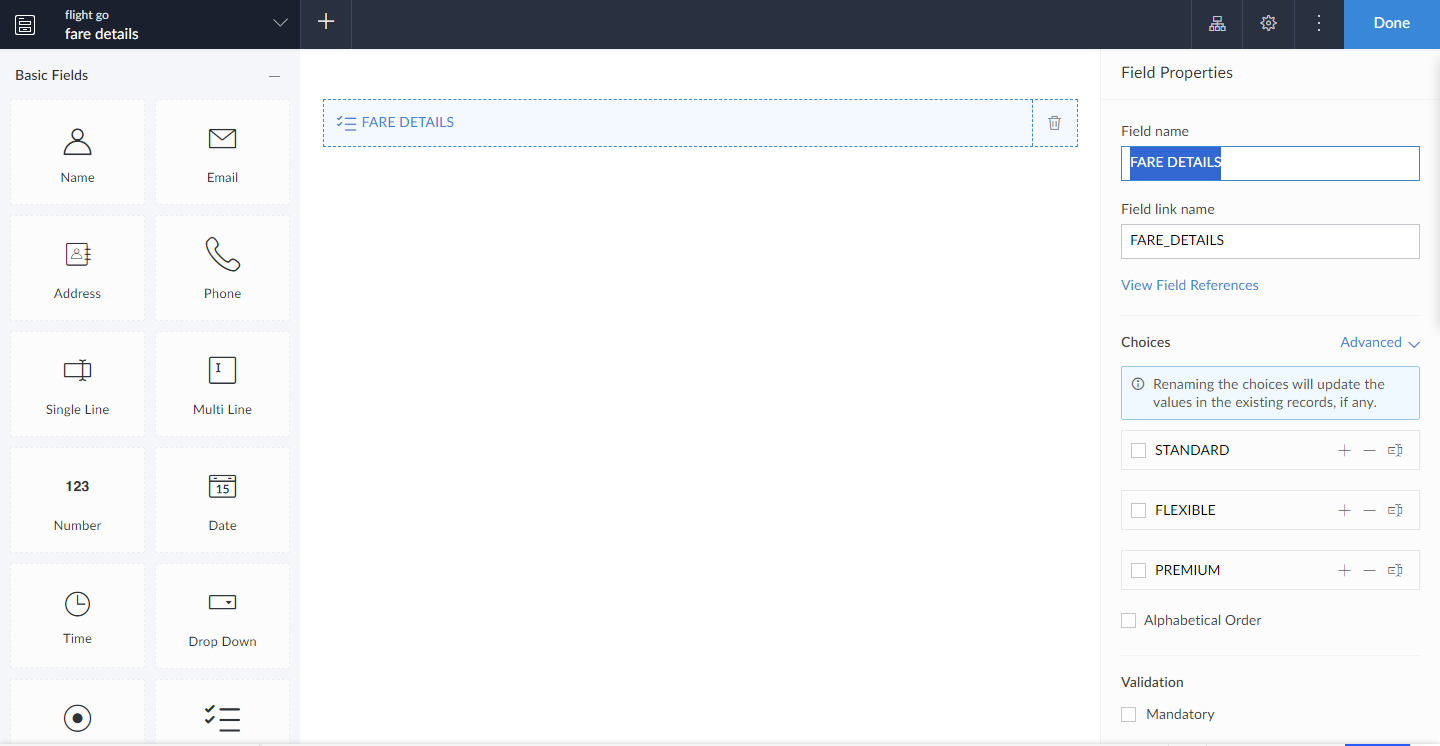 flight go
fare details
Done
Basic Fields
Name
Email
Address
Phone
Single Line
Multi Line
123
Number
15
Date
Time
Drop Down
FARE DETAILS
Field Properties
Field name
FARE DETAILS
Field link name
FARE_DETAILS
View Field References
Choices
Advanced
Renaming the choices will update the
values in the existing records, if any.
STANDARD
FLEXIBLE
PREMIUM
Alphabetical Order
Validation
Mandatory